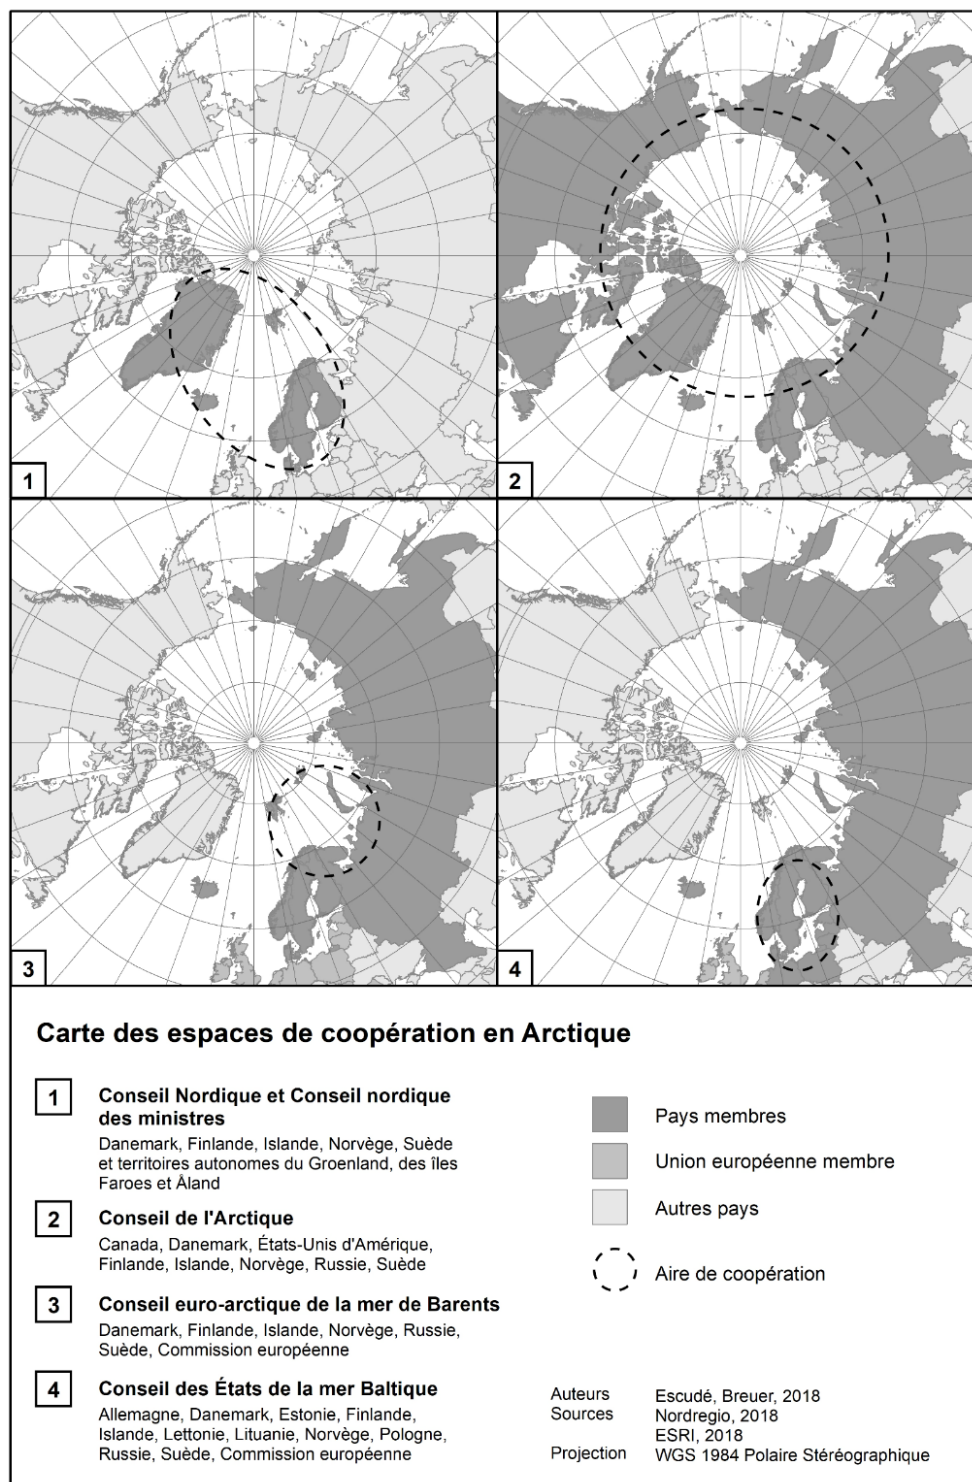 1
2
3
4
Carte des espaces de coopération en Arctique
1
Conseil Nordique et Conseil nordique
des ministres
Danemark, Finlande, Islande, Norvège, Suède
et territoires autonomes du Groenland, des îles
Faroes et Åland
2
Conseil de l'Arctique
Canada, Danemark, États-Unis d'Amérique,
Finlande, Islande, Norvège, Russie, Suède
3
Conseil euro-arctique de la mer de Barents
Danemark, Finlande, Islande, Norvège, Russie,
Suède, Commission européenne
4
Conseil des États de la mer Baltique
Allemagne, Danemark, Estonie, Finlande,
Islande, Lettonie, Lituanie, Norvège, Pologne,
Russie, Suède, Commission européenne
Pays membres
Union européenne membre
Autres pays
Aire de coopération
Auteurs Escudé, Breuer, 2018
Sources Nordregio, 2018
ESRI, 2018
Projection WGS 1984 Polaire Stéréographique